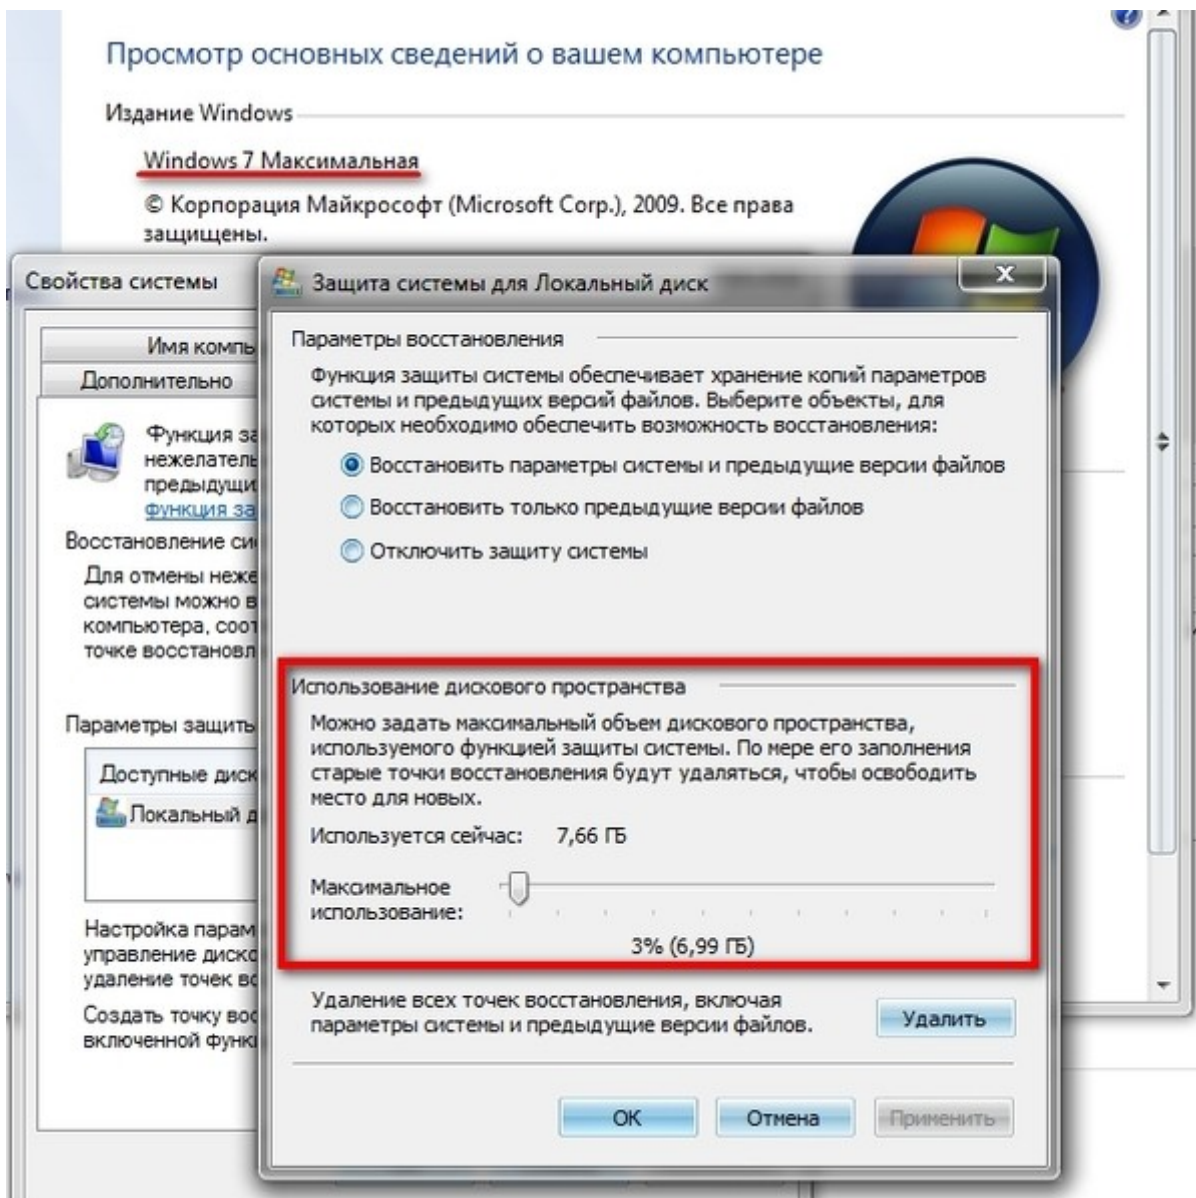 Просмотр основных сведений о вашем компьютере
Издание Windows
Windows 7 Максимальная
© Корпорация Майкрософт (Microsoft Corp.), 2009. Все права
защищены.
Свойства системы
Имя компь
Дополнительно
Функция за
нежелатель
предыдущи
функция за
Восстановление си
Для отмены неже
системы можно в
компьютера, соот
точке восстановл
Параметры защить
Доступные диск
Локальный д
Настройка парам
управление диско
удаление точек во
Создать точку вос
включенной функ
Защита системы для Локальный диск
x
Параметры восстановления
Функция защиты системы обеспечивает хранение копий параметров
системы и предыдущих версий файлов. Выберите объекты, для
которых необходимо обеспечить возможность восстановления:
Восстановить параметры системы и предыдущие версии файлов
Восстановить только предыдущие версии файлов
Отключить защиту системы
Использование дискового пространства
Можно задать максимальный объем дискового пространства,
используемого функцией защиты системы. По мере его заполнения
старые точки восстановления будут удаляться, чтобы освободить
место для новых.
Используется сейчас: 7,66 ГБ
Максимальное
использование:
3% (6,99 ГБ)
Удаление всех точек восстановления, включая
параметры системы и предыдущие версии файлов.
Удалить
ОК
Отмена
Применить